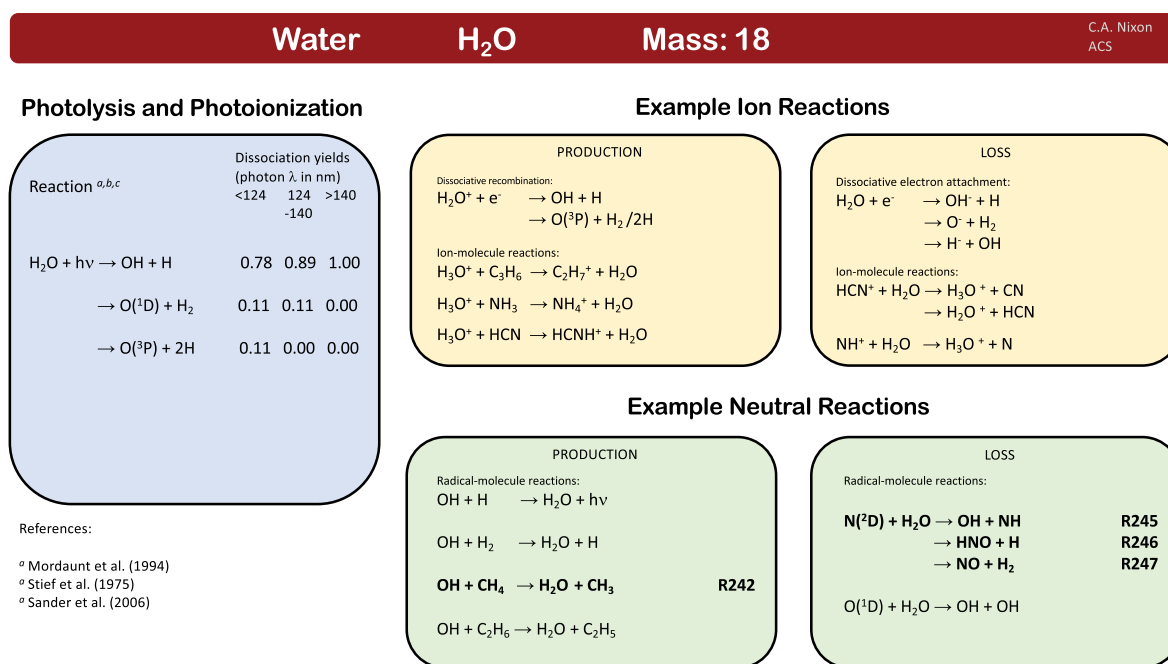 Water H₂O Mass: 18
C.A. Nixon
ACS
Photolysis and Photoionization
Dissociation yields
(photon λ in nm)
Reaction ᵃ,ᵇ,ᶜ
<124 124 >140
-140
H₂O + hν → OH + H 0.78 0.89 1.00
→ O(¹D) + H₂ 0.11 0.11 0.00
→ O(³P) + 2H 0.11 0.00 0.00
References:
ᵃ Mordaunt et al. (1994)
ᵃ Stief et al. (1975)
ᵃ Sander et al. (2006)
Example Ion Reactions
PRODUCTION
Dissociative recombination:
H₂O⁺ + e⁻ → OH + H
→ O(³P) + H₂ /2H
Ion-molecule reactions:
H₃O⁺ + C₃H₆ → C₂H₇⁺ + H₂O
H₃O⁺ + NH₃ → NH₄⁺ + H₂O
H₃O⁺ + HCN → HCNH⁺ + H₂O
LOSS
Dissociative electron attachment:
H₂O + e⁻ → OH⁻ + H
→ O⁻ + H₂
→ H⁻ + OH
Ion-molecule reactions:
HCN⁺ + H₂O → H₃O ⁺ + CN
→ H₂O ⁺ + HCN
NH⁺ + H₂O → H₃O ⁺ + N
Example Neutral Reactions
PRODUCTION
Radical-molecule reactions:
OH + H → H₂O + hν
OH + H₂ → H₂O + H
OH + CH₄ → H₂O + CH₃ R242
OH + C₂H₆ → H₂O + C₂H₅
LOSS
Radical-molecule reactions:
N(²D) + H₂O → OH + NH R245
→ HNO + H R246
→ NO + H₂ R247
O(¹D) + H₂O → OH + OH